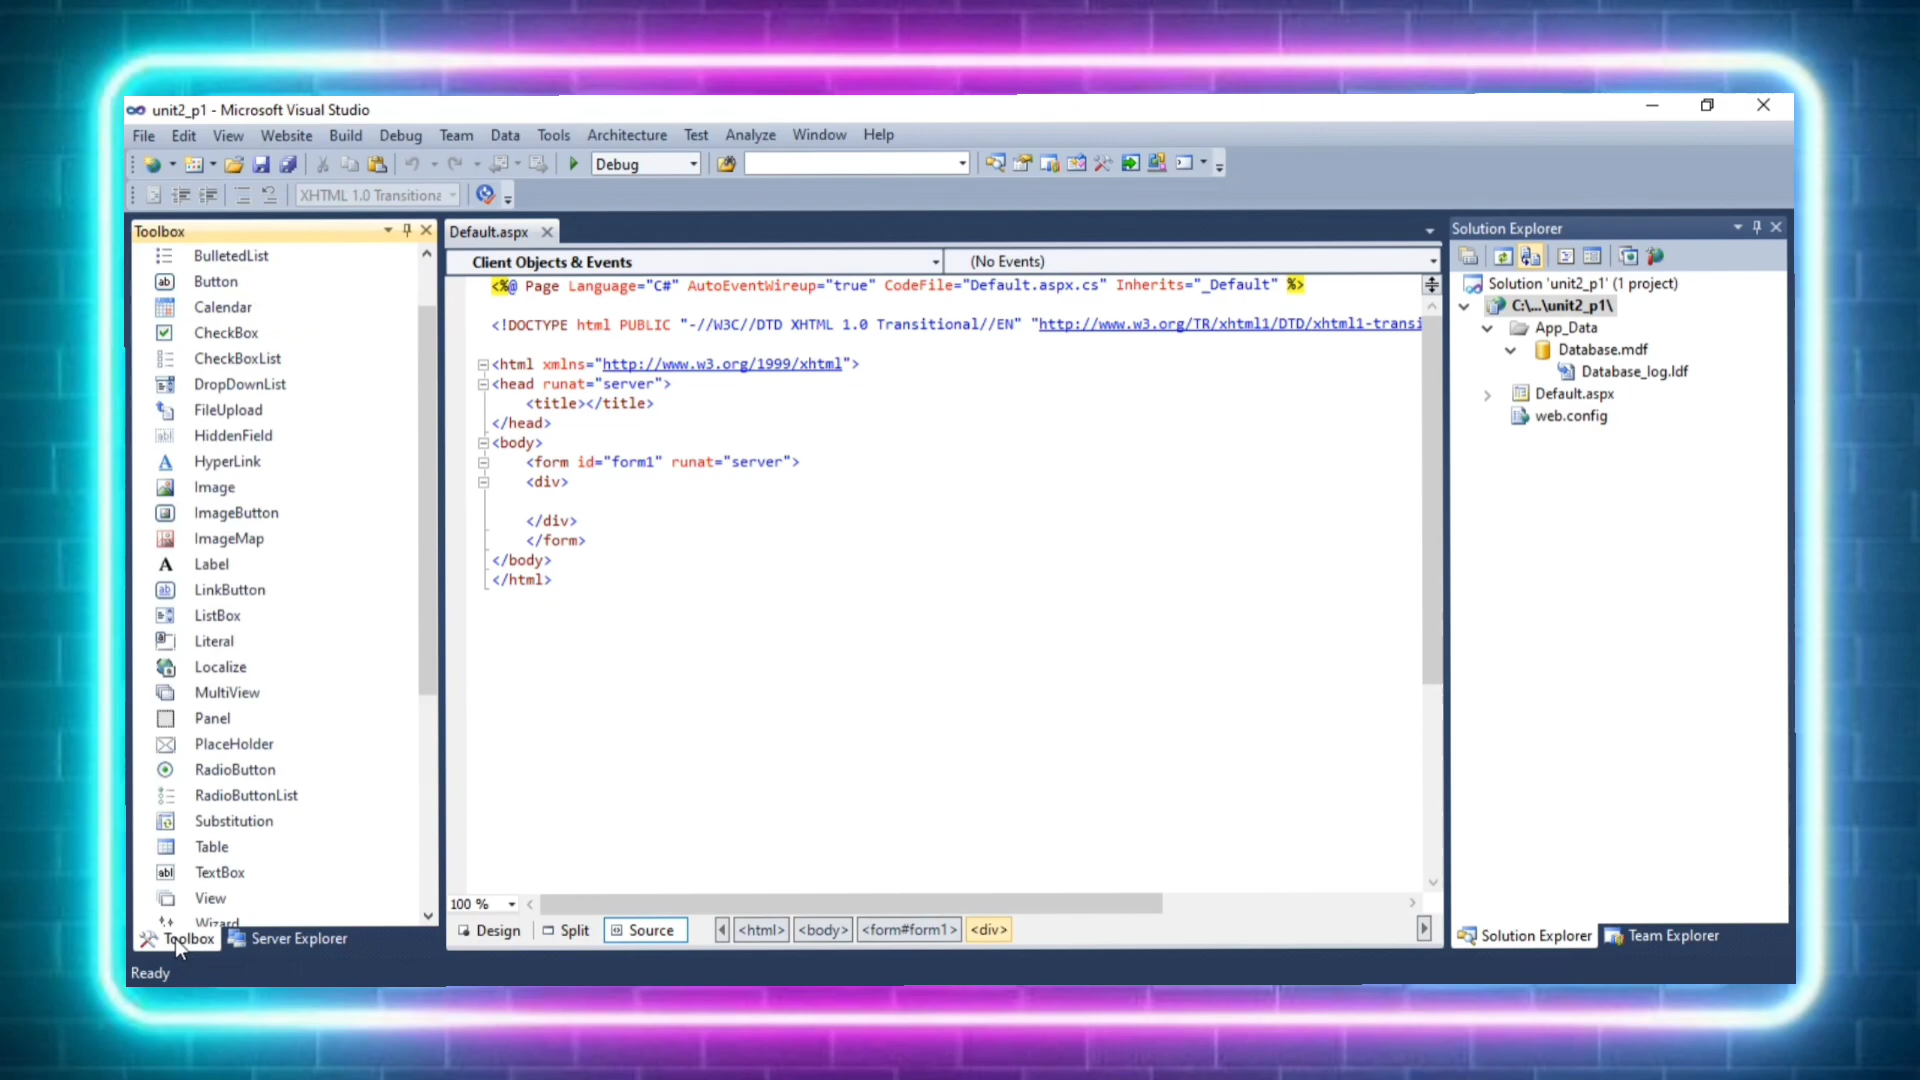 unit2_p1 - Microsoft Visual Studio
File Edit View Website Build Debug Team Data Tools Architecture Test Analyze Window Help
Debug
XHTML 1.0 Transitiona
Toolbox
BulletedList
Button
Calendar
CheckBox
CheckBoxList
DropDownList
FileUpload
HiddenField
HyperLink
Image
ImageButton
ImageMap
Label
LinkButton
ListBox
Literal
Localize
MultiView
Panel
PlaceHolder
RadioButton
RadioButtonList
Substitution
Table
TextBox
View
Wizard
Toolbox Server Explorer
Ready
Default.aspx
Client Objects & Events (No Events)
<%@ Page Language="C#" AutoEventWireup="true" CodeFile="Default.aspx.cs" Inherits="_Default" %>
<!DOCTYPE html PUBLIC "-//W3C//DTD XHTML 1.0 Transitional//EN" "http://www.w3.org/TR/xhtml1/DTD/xhtml1-transi
<html xmlns="http://www.w3.org/1999/xhtml">
<head runat="server">
<title></title>
</head>
<body>
<form id="form1" runat="server">
<div>
</div>
</form>
</body>
</html>
100 %
Design Split Source <html> <body> <form#form1> <div>
Solution Explorer
Solution 'unit2_p1' (1 project)
C:\...\unit2_p1\
App_Data
Database.mdf
Database_log.ldf
Default.aspx
web.config
Solution Explorer Team Explorer